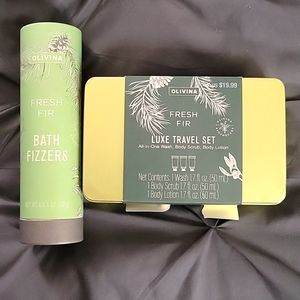 OLIVINA
FRESH
FIR
BATH
FIZZERS
US $19.99
OLIVINA
FRESH
FIR
LUXE TRAVEL SET
All-in-One Wash, Body Scrub, Body Lotion
Net Contents: 1 Wash 1.7 fl. oz. (50 mL)
1 Body Scrub 1.7 fl. oz. (50 mL)
1 Body Lotion 1.7 fl. oz. (50 mL)